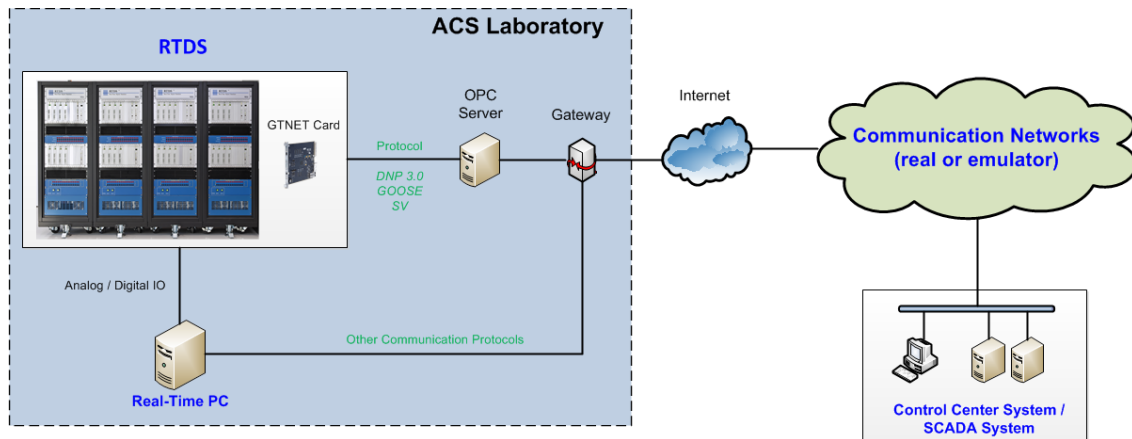 ACS Laboratory
RTDS
GTNET Card
Protocol
DNP 3.0
GOOSE
SV
OPC
Server
Gateway
Internet
Communication Networks
(real or emulator)
Analog / Digital IO
Other Communication Protocols
Real-Time PC
Control Center System /
SCADA System